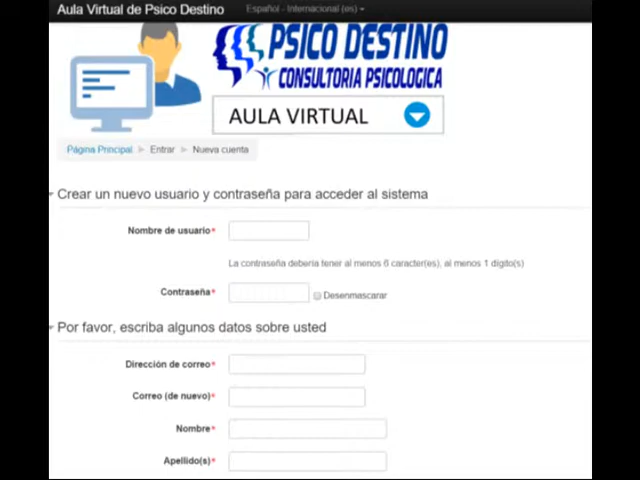 Aula Virtual de Psico Destino Español - Internacional (es)
PSICO DESTINO
CONSULTORIA PSICOLOGICA
AULA VIRTUAL
Página Principal Entrar Nueva cuenta
Crear un nuevo usuario y contraseña para acceder al sistema
Nombre de usuario*
La contraseña debería tener al menos 6 caracter(es), al menos 1 dígito(s)
Contraseña* Desenmascarar
Por favor, escriba algunos datos sobre usted
Dirección de correo*
Correo (de nuevo)*
Nombre*
Apellido(s)*